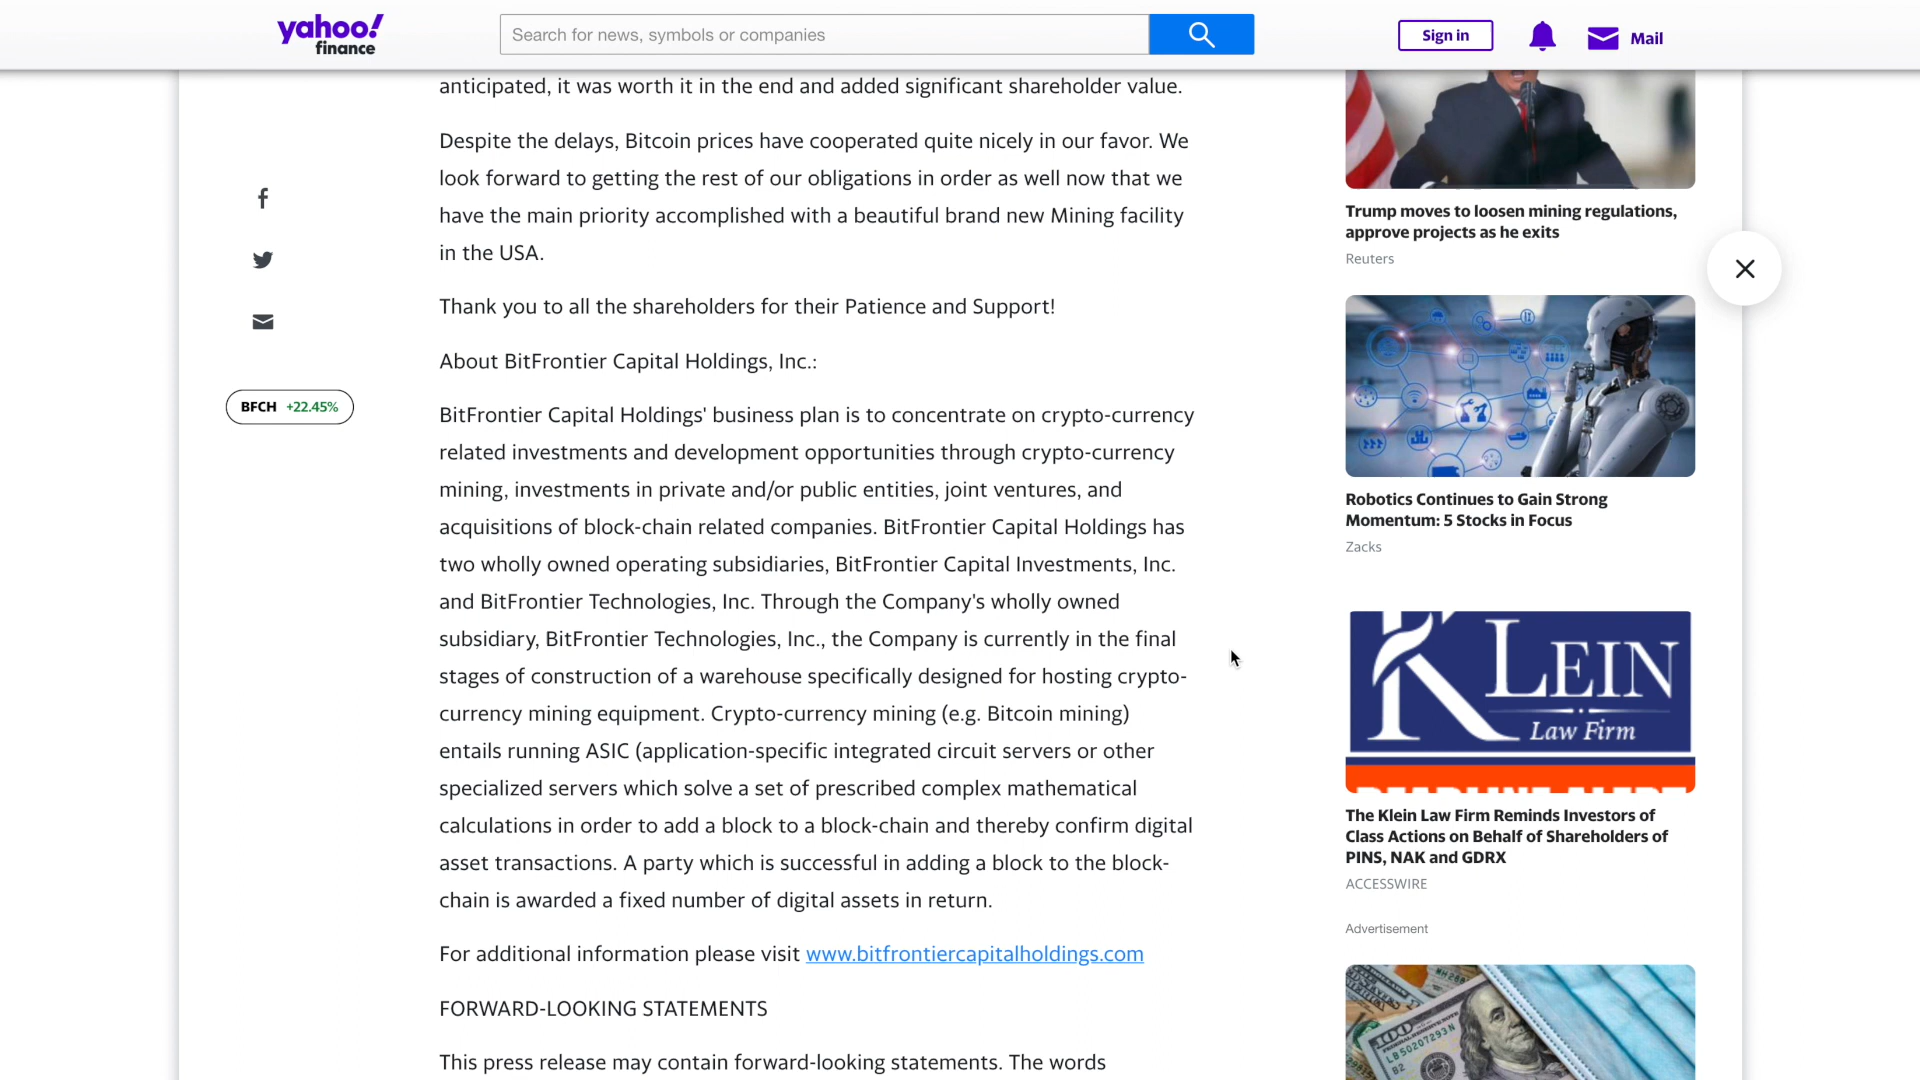 yahoo!
finance
Search for news, symbols or companies
Sign in
Mail
anticipated, it was worth it in the end and added significant shareholder value.
Despite the delays, Bitcoin prices have cooperated quite nicely in our favor. We
look forward to getting the rest of our obligations in order as well now that we
have the main priority accomplished with a beautiful brand new Mining facility
in the USA.
Thank you to all the shareholders for their Patience and Support!
About BitFrontier Capital Holdings, Inc.:
BFCH +22.45%
BitFrontier Capital Holdings' business plan is to concentrate on crypto-currency
related investments and development opportunities through crypto-currency
mining, investments in private and/or public entities, joint ventures, and
acquisitions of block-chain related companies. BitFrontier Capital Holdings has
two wholly owned operating subsidiaries, BitFrontier Capital Investments, Inc.
and BitFrontier Technologies, Inc. Through the Company's wholly owned
subsidiary, BitFrontier Technologies, Inc., the Company is currently in the final
stages of construction of a warehouse specifically designed for hosting crypto-
currency mining equipment. Crypto-currency mining (e.g. Bitcoin mining)
entails running ASIC (application-specific integrated circuit servers or other
specialized servers which solve a set of prescribed complex mathematical
calculations in order to add a block to a block-chain and thereby confirm digital
asset transactions. A party which is successful in adding a block to the block-
chain is awarded a fixed number of digital assets in return.
For additional information please visit www.bitfrontiercapitalholdings.com
FORWARD-LOOKING STATEMENTS
This press release may contain forward-looking statements. The words
Trump moves to loosen mining regulations,
approve projects as he exits
Reuters
Robotics Continues to Gain Strong
Momentum: 5 Stocks in Focus
Zacks
KLEIN
Law Firm
The Klein Law Firm Reminds Investors of
Class Actions on Behalf of Shareholders of
PINS, NAK and GDRX
ACCESSWIRE
Advertisement
100
LB50207293N
B2